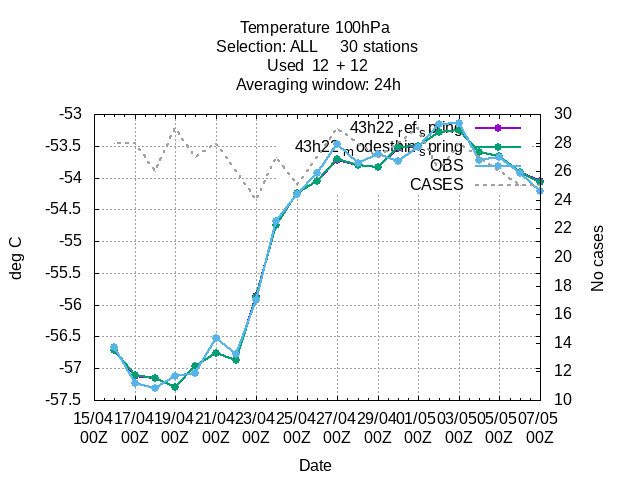 Temperature 100hPa
Selection: ALL 30 stations
Used 12 + 12
Averaging window: 24h
-53 30
43h22_ref_spring
-53.5 28
43h22_modesthin_spring
OBS
-54 26
CASES
-54.5 24
-55 22
deg C
No cases
-55.5 20
-56 18
-56.5 16
14
-57 12
-57.5 10
15/04 17/04 19/04 21/04 23/04 25/04 27/04 29/04 01/05 03/05 05/05 07/05
00Z 00Z 00Z 00Z 00Z 00Z 00Z 00Z 00Z 00Z 00Z 00Z
Date